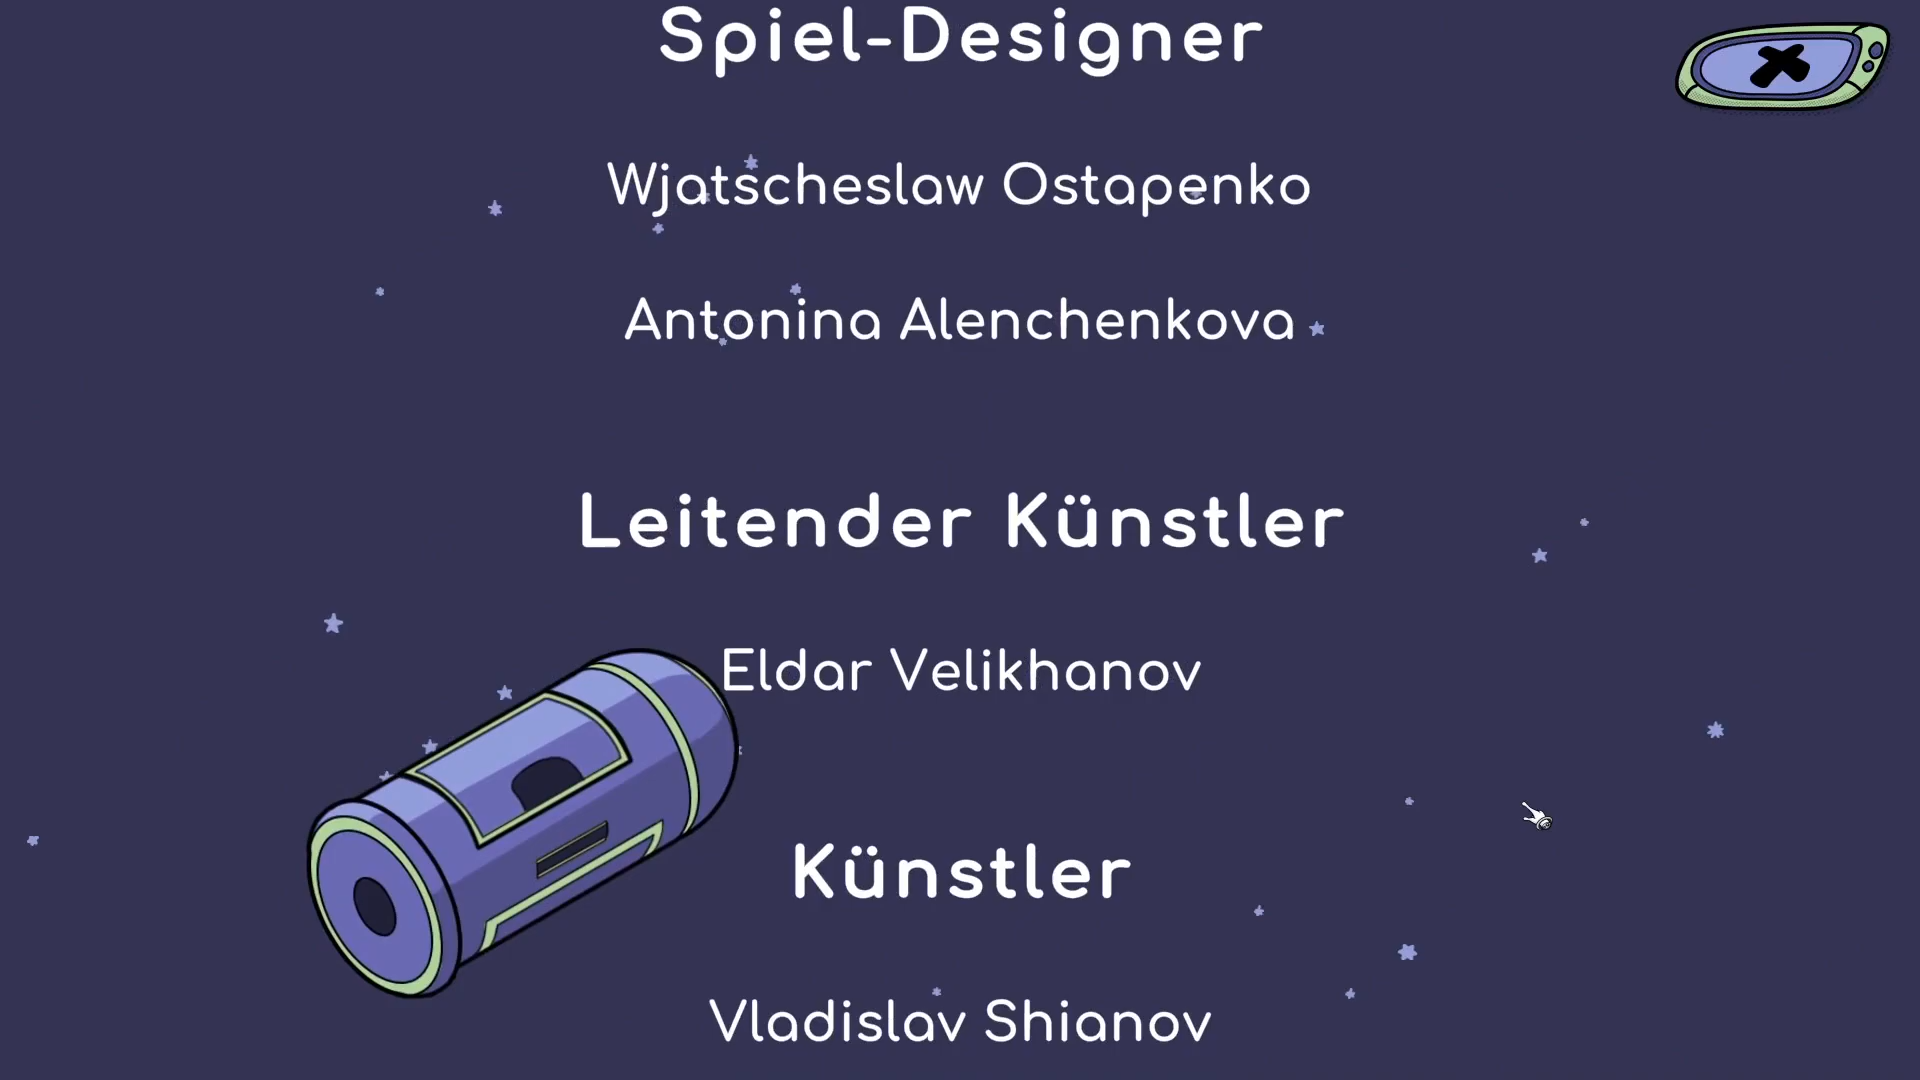 Spiel-Designer
Wjatscheslaw Ostapenko
Antonina Alenchenkova
Leitender Künstler
Eldar Velikhanov
Künstler
Vladislav Shianov